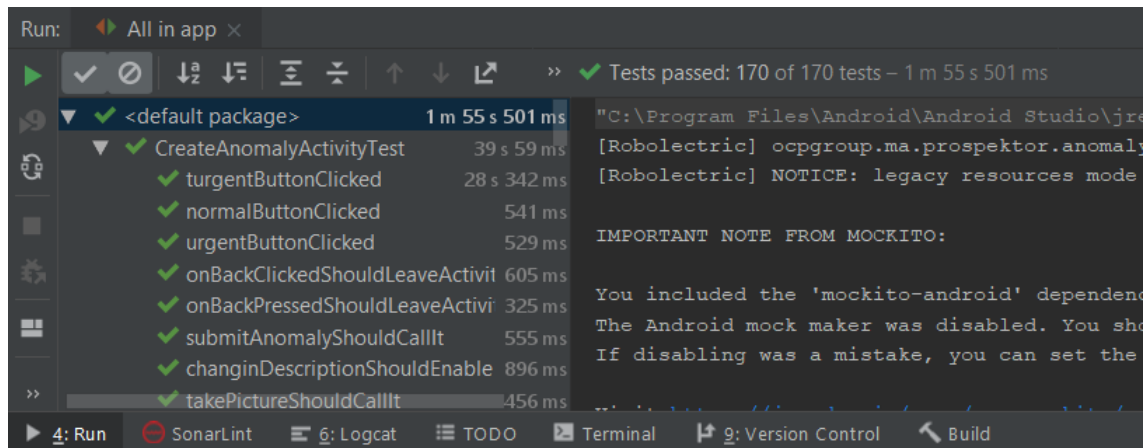 Run: All in app ×
>> Tests passed: 170 of 170 tests – 1 m 55 s 501 ms
<default package> 1 m 55 s 501 ms
CreateAnomalyActivityTest 39 s 59 ms
turgentButtonClicked 28 s 342 ms
normalButtonClicked 541 ms
urgentButtonClicked 529 ms
onBackClickedShouldLeaveActivit 605 ms
onBackPressedShouldLeaveActivi 325 ms
submitAnomalyShouldCallIt 555 ms
changinDescriptionShouldEnable 896 ms
takePictureShouldCallIt 456 ms
"C:\Program Files\Android\Android Studio\jre
[Robolectric] ocpgroup.ma.prospektor.anomaly
[Robolectric] NOTICE: legacy resources mode
IMPORTANT NOTE FROM MOCKITO:
You included the 'mockito-android' dependenc
The Android mock maker was disabled. You sho
If disabling was a mistake, you can set the
>>
4: Run SonarLint 6: Logcat TODO Terminal 9: Version Control Build